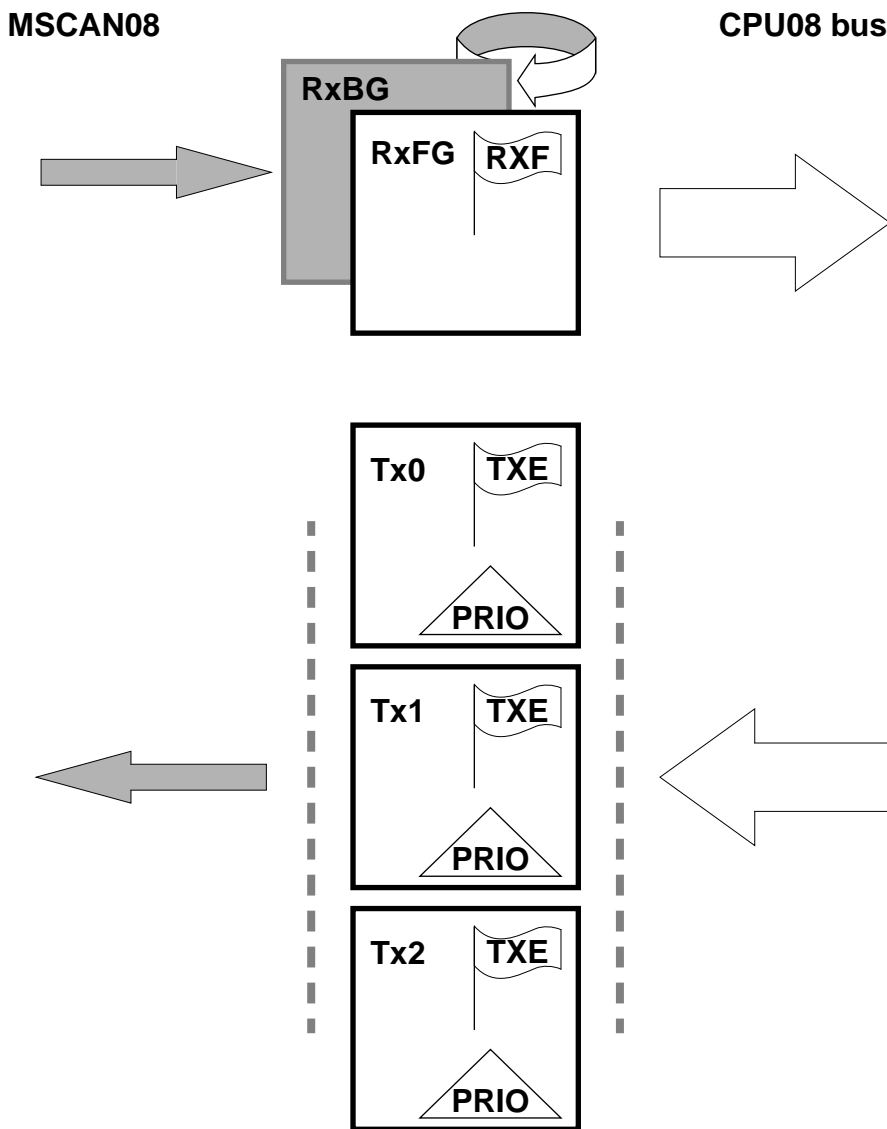 MSCAN08
CPU08 bus
RxBG
RxFG
RXF
Tx0
TXE
PRIO
Tx1
TXE
PRIO
Tx2
TXE
PRIO